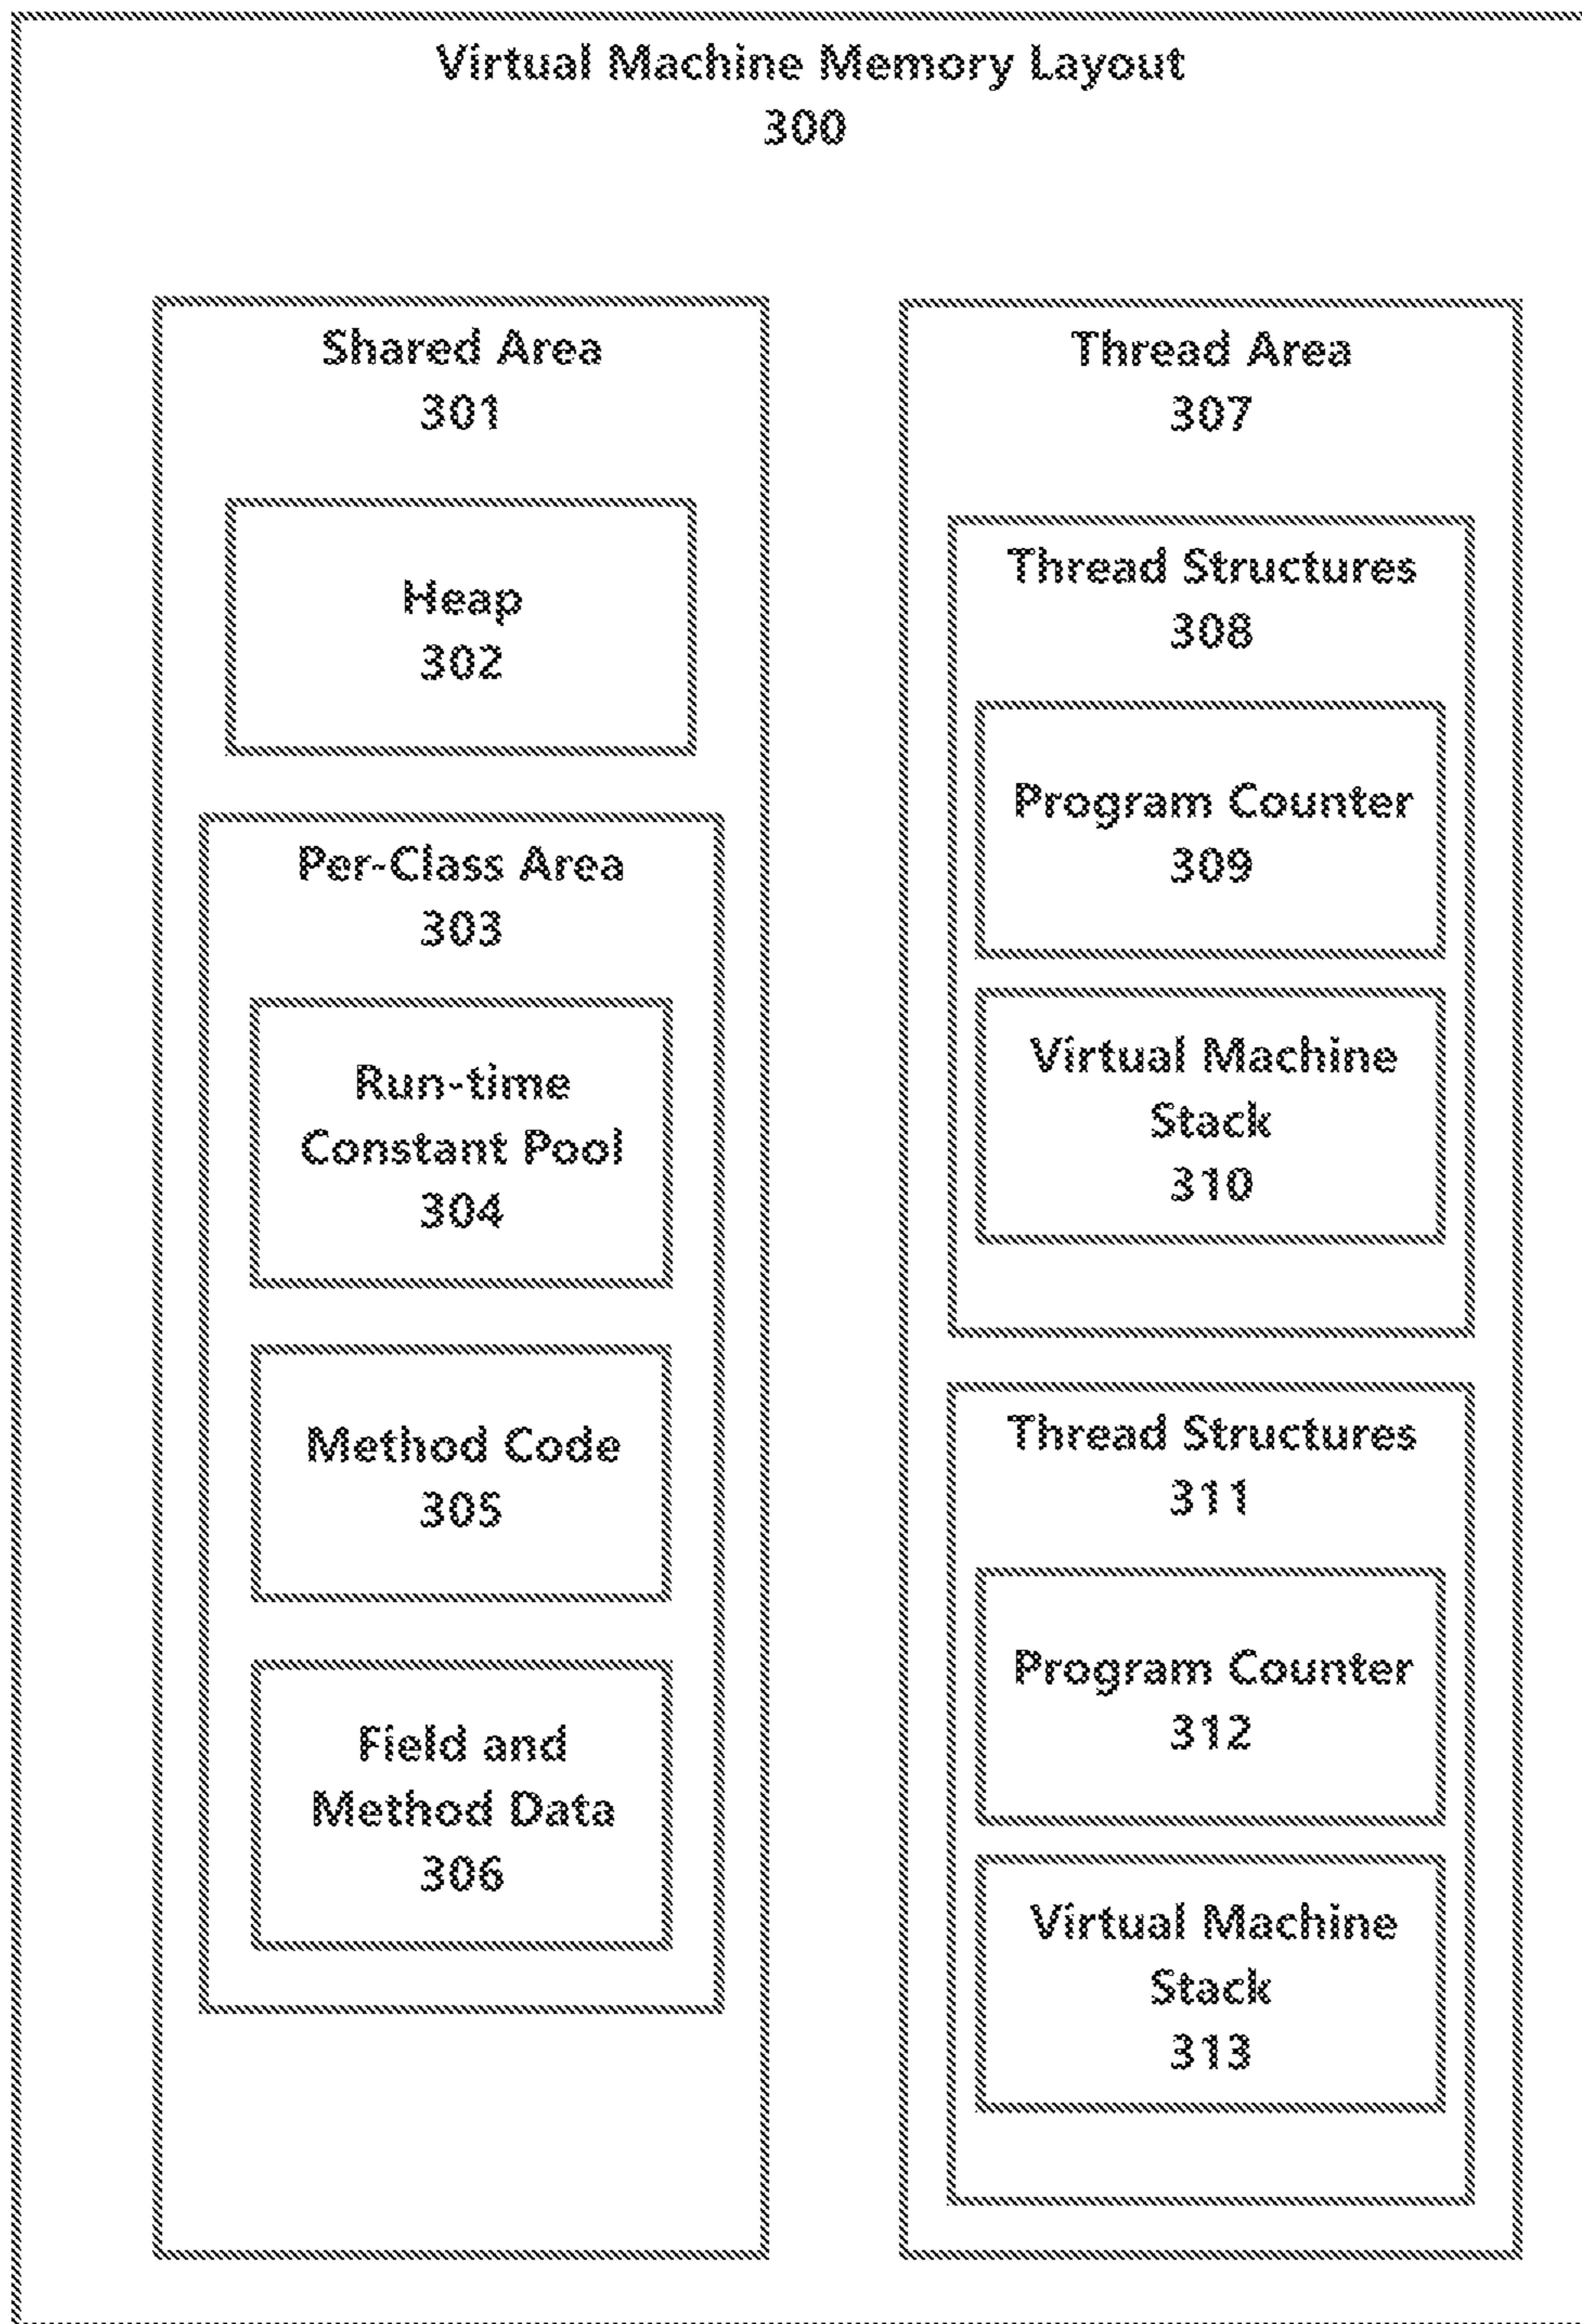 Virtual Machine Memory Layout
300
Shared Area
301
Heap
302
Per-Class Area
303
Run-time
Constant Pool
304
Method Code
305
Field and
Method Data
306
Thread Area
307
Thread Structures
308
Program Counter
309
Virtual Machine
Stack
310
Thread Structures
311
Program Counter
312
Virtual Machine
Stack
313